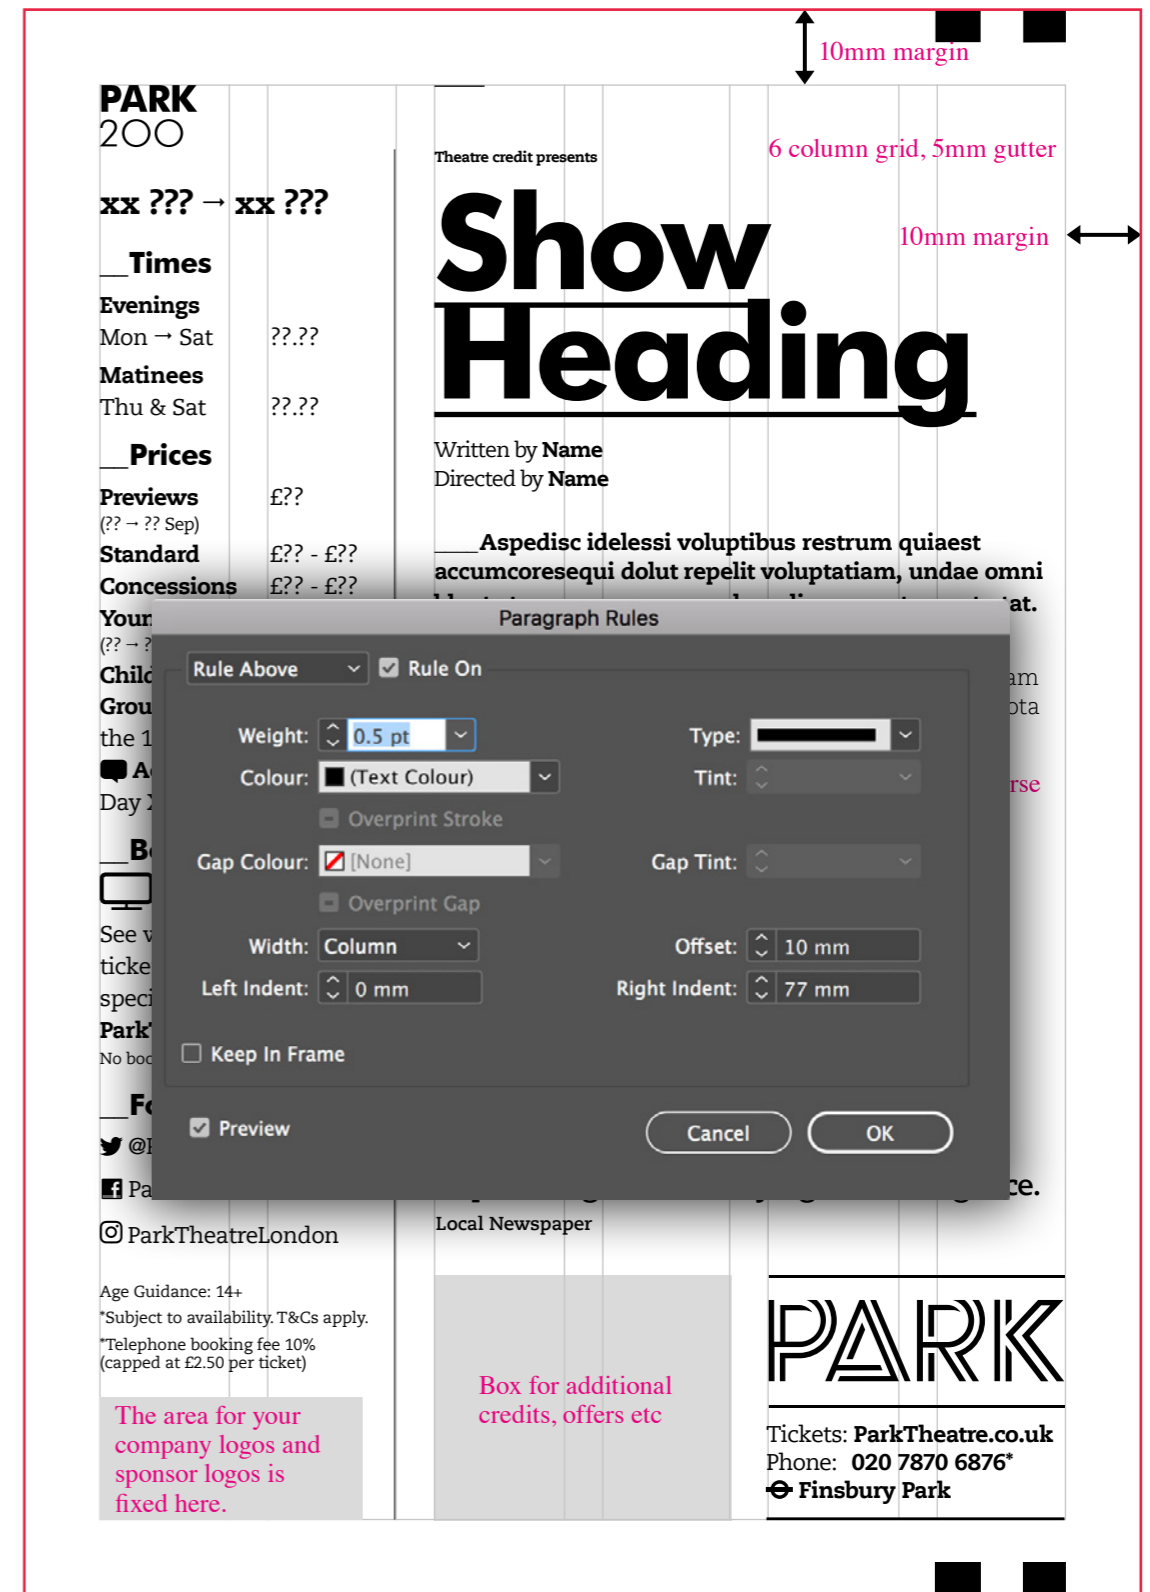 10mm margin
PARK
200
6 column grid, 5mm gutter
Theatre credit presents
xx ??? → xx ???
Show
Heading
10mm margin
__Times
Evenings
Mon → Sat ??.??
Matinees
Thu & Sat ??.??
Written by Name
Directed by Name
__Prices
Previews £??
(?? → ?? Sep)
Standard £?? - £??
Concessions £?? - £??
___Aspedisc idelessi voluptibus restrum quiaest
accumcoresequi dolut repelit voluptatiam, undae omni
Paragraph Rules
Rule Above
Rule On
Weight: 0.5 pt
Type:
Colour: (Text Colour)
Tint:
Overprint Stroke
Gap Colour: [None]
Gap Tint:
Overprint Gap
Width: Column
Offset: 10 mm
Left Indent: 0 mm
Right Indent: 77 mm
Keep In Frame
Preview
Cancel
OK
the 1
Day
See
No
ParkTheatreLondon
Local Newspaper
Age Guidance: 14+
*Subject to availability. T&Cs apply.
*Telephone booking fee 10%
(capped at £2.50 per ticket)
The area for your
company logos and
sponsor logos is
fixed here.
Box for additional
credits, offers etc
PARK
Tickets: ParkTheatre.co.uk
Phone: 020 7870 6876*
Finsbury Park